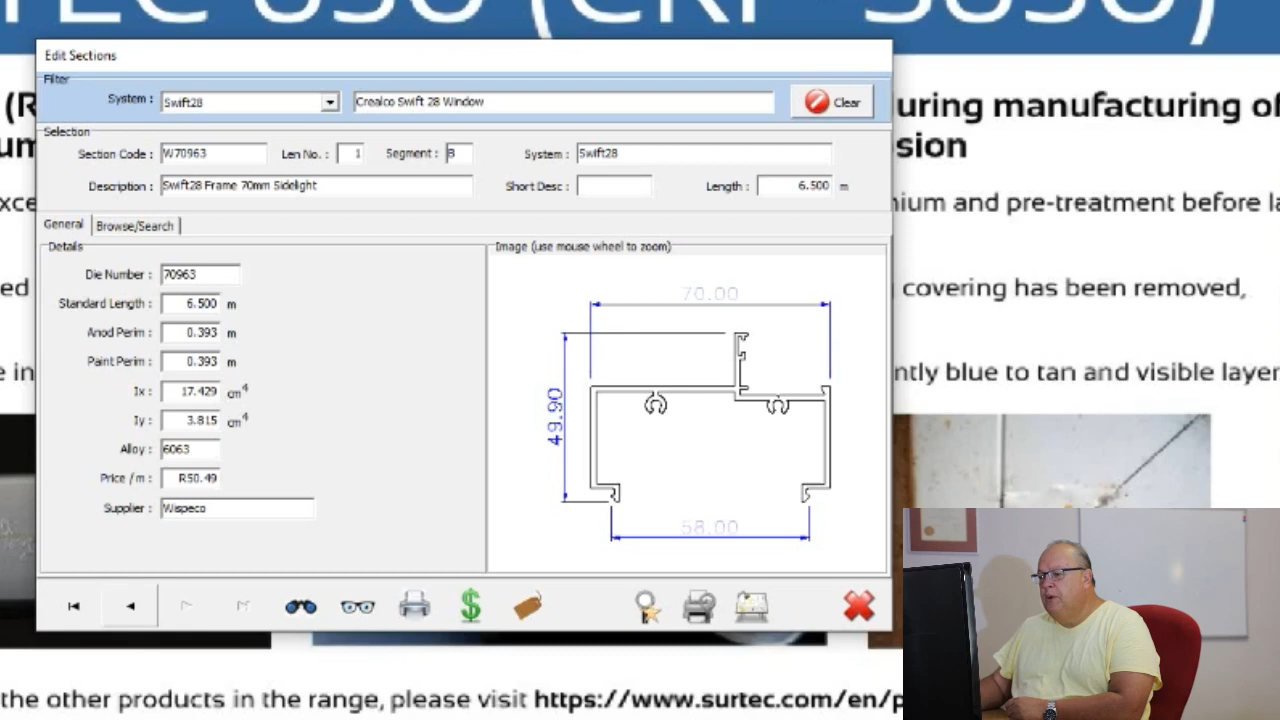 TEC 650 (CRF
Edit Sections
Filter
System : Swift28 Crealco Swift 28 Window Clear
Selection
Section Code : W70963 Len No. : 1 Segment : B System : Swift28
Description : Swift28 Frame 70mm Sidelight Short Desc : Length : 6.500 m
General Browse/Search
Details
Image (use mouse wheel to zoom)
Die Number : 70963
Standard Length : 6.500 m
Anod Perim : 0.393 m
Paint Perim : 0.393 m
Ix : 17.429 cm4
Iy : 3.815 cm4
Alloy : 6063
Price / m : R50.49
Supplier : Wispeco
70.00
49.90
58.00
uring manufacturing of
sion
nium and pre-treatment before la
covering has been removed,
ntly blue to tan and visible layer
the other products in the range, please visit https://www.surtec.com/en/p